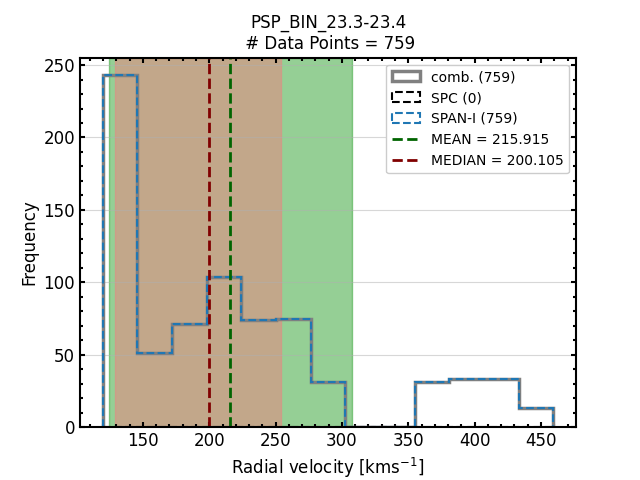 PSP_BIN_23.3-23.4
# Data Points = 759
250
200
150
100
50
0
Frequency
comb. (759)
SPC (0)
SPAN-I (759)
MEAN = 215.915
MEDIAN = 200.105
150 200 250 300 350 400 450
Radial velocity [kms⁻¹]